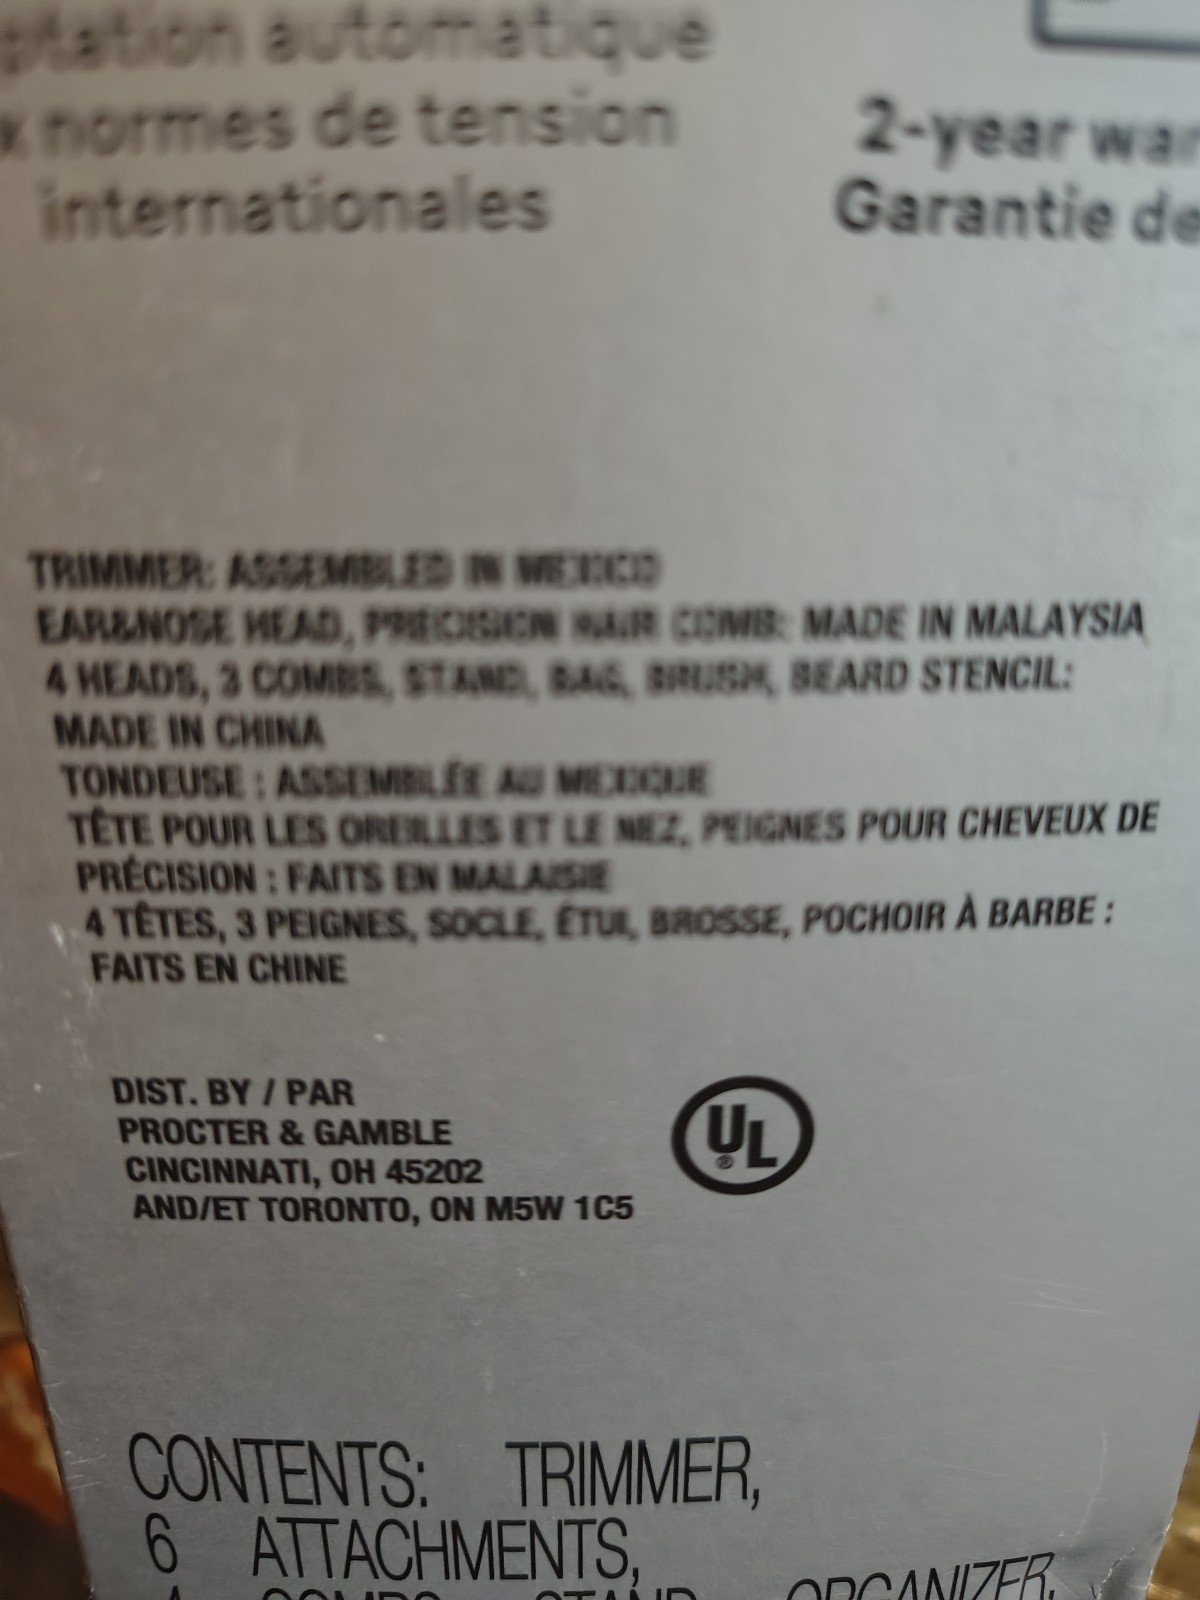 automatique
normes de tension
internationales
2-year
Garantie de
TRIMMER: ASSEMBLED IN MEXICO
EAR&NOSE HEAD, PRECISION HAIR COMB: MADE IN MALAYSIA
4 HEADS, 3 COMBS, STAND, BAG, BRUSH, BEARD STENCIL:
MADE IN CHINA
TONDEUSE : ASSEMBLÉE AU MEXIQUE
TÊTE POUR LES OREILLES ET LE NEZ, PEIGNES POUR CHEVEUX DE
PRÉCISION : FAITS EN MALAISIE
4 TÊTES, 3 PEIGNES, SOCLE, ÉTUI, BROSSE, POCHOIR À BARBE :
FAITS EN CHINE
DIST. BY / PAR
PROCTER & GAMBLE
CINCINNATI, OH 45202
AND/ET TORONTO, ON M5W 1C5
UL ®
CONTENTS: TRIMMER,
6 ATTACHMENTS,
4 COMBS, STAND ORGANIZER,